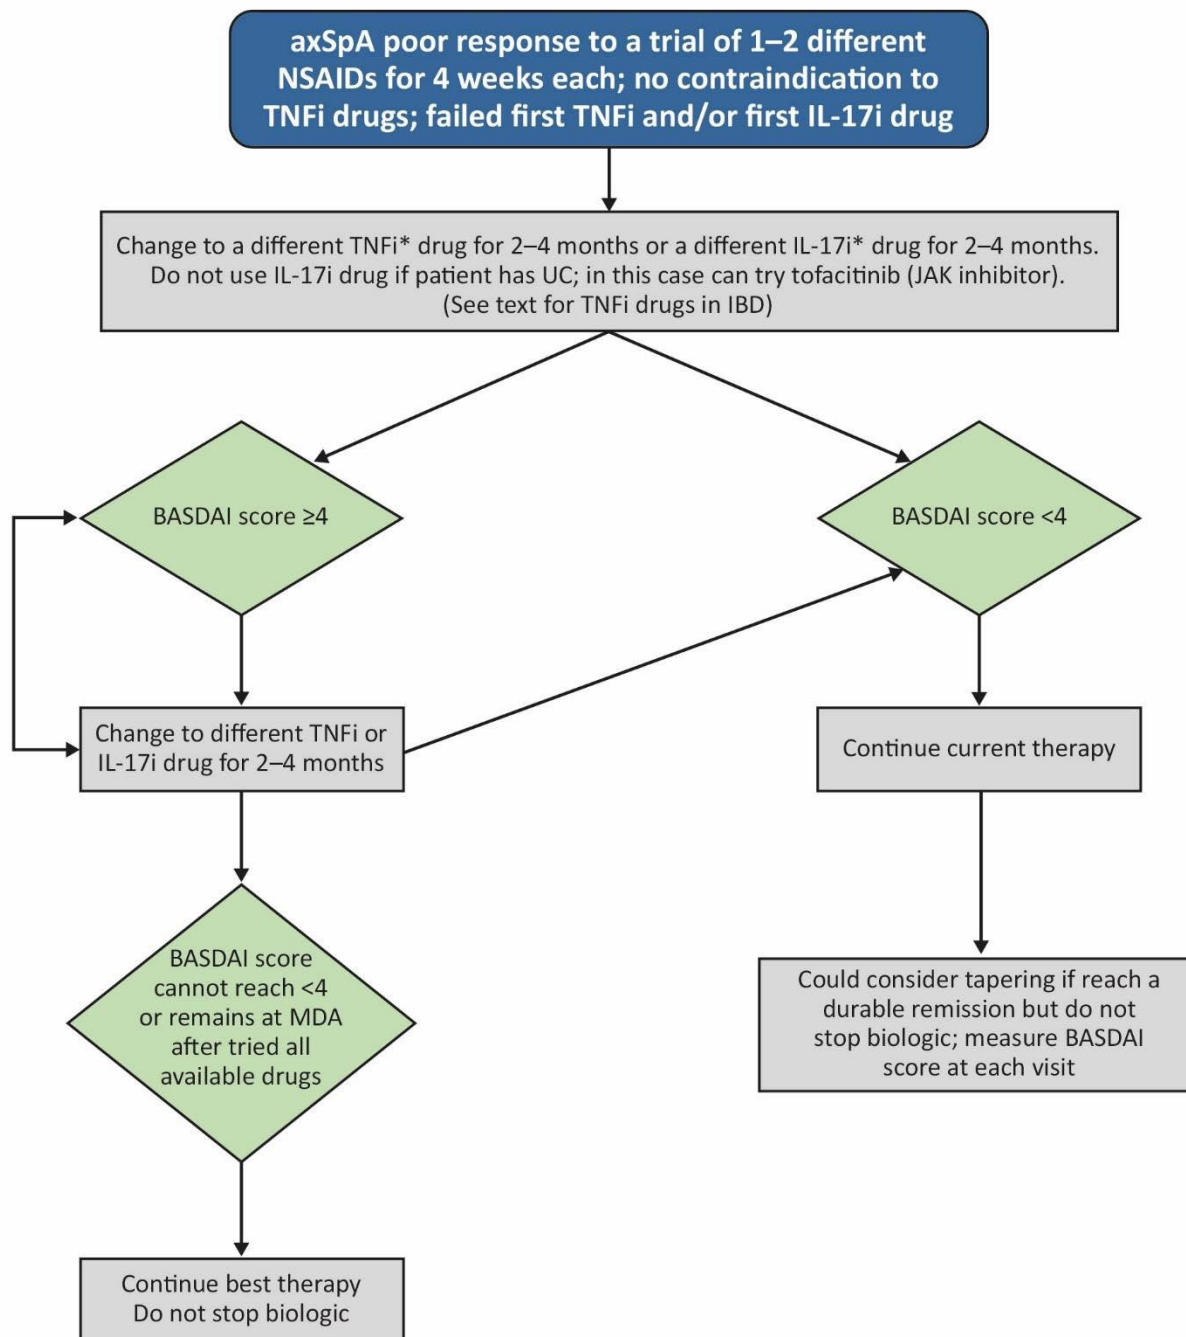 axSpA poor response to a trial of 1–2 different
NSAIDs for 4 weeks each; no contraindication to
TNFi drugs; failed first TNFi and/or first IL-17i drug
Change to a different TNFi* drug for 2–4 months or a different IL-17i* drug for 2–4 months.
Do not use IL-17i drug if patient has UC; in this case can try tofacitinib (JAK inhibitor).
(See text for TNFi drugs in IBD)
BASDAI score ≥4
BASDAI score <4
Change to different TNFi or
IL-17i drug for 2–4 months
Continue current therapy
BASDAI score
cannot reach <4
or remains at MDA
after tried all
available drugs
Could consider tapering if reach a
durable remission but do not
stop biologic; measure BASDAI
score at each visit
Continue best therapy
Do not stop biologic